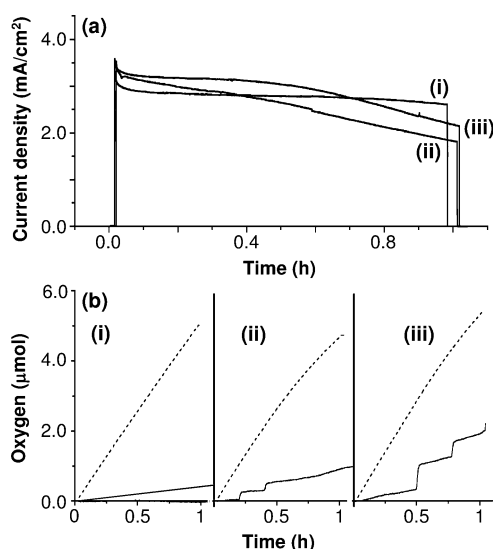 (a)
Current density (mA/cm²)
6.0
4.0
2.0
0.0
(i)
(iii)
(ii)
0.0 0.4 0.8
Time (h)
(b)
Oxygen (μmol)
6.0
4.0
2.0
0.0
(i) (ii) (iii)
0.5 1 0.5 1 0.5 1
Time (h)